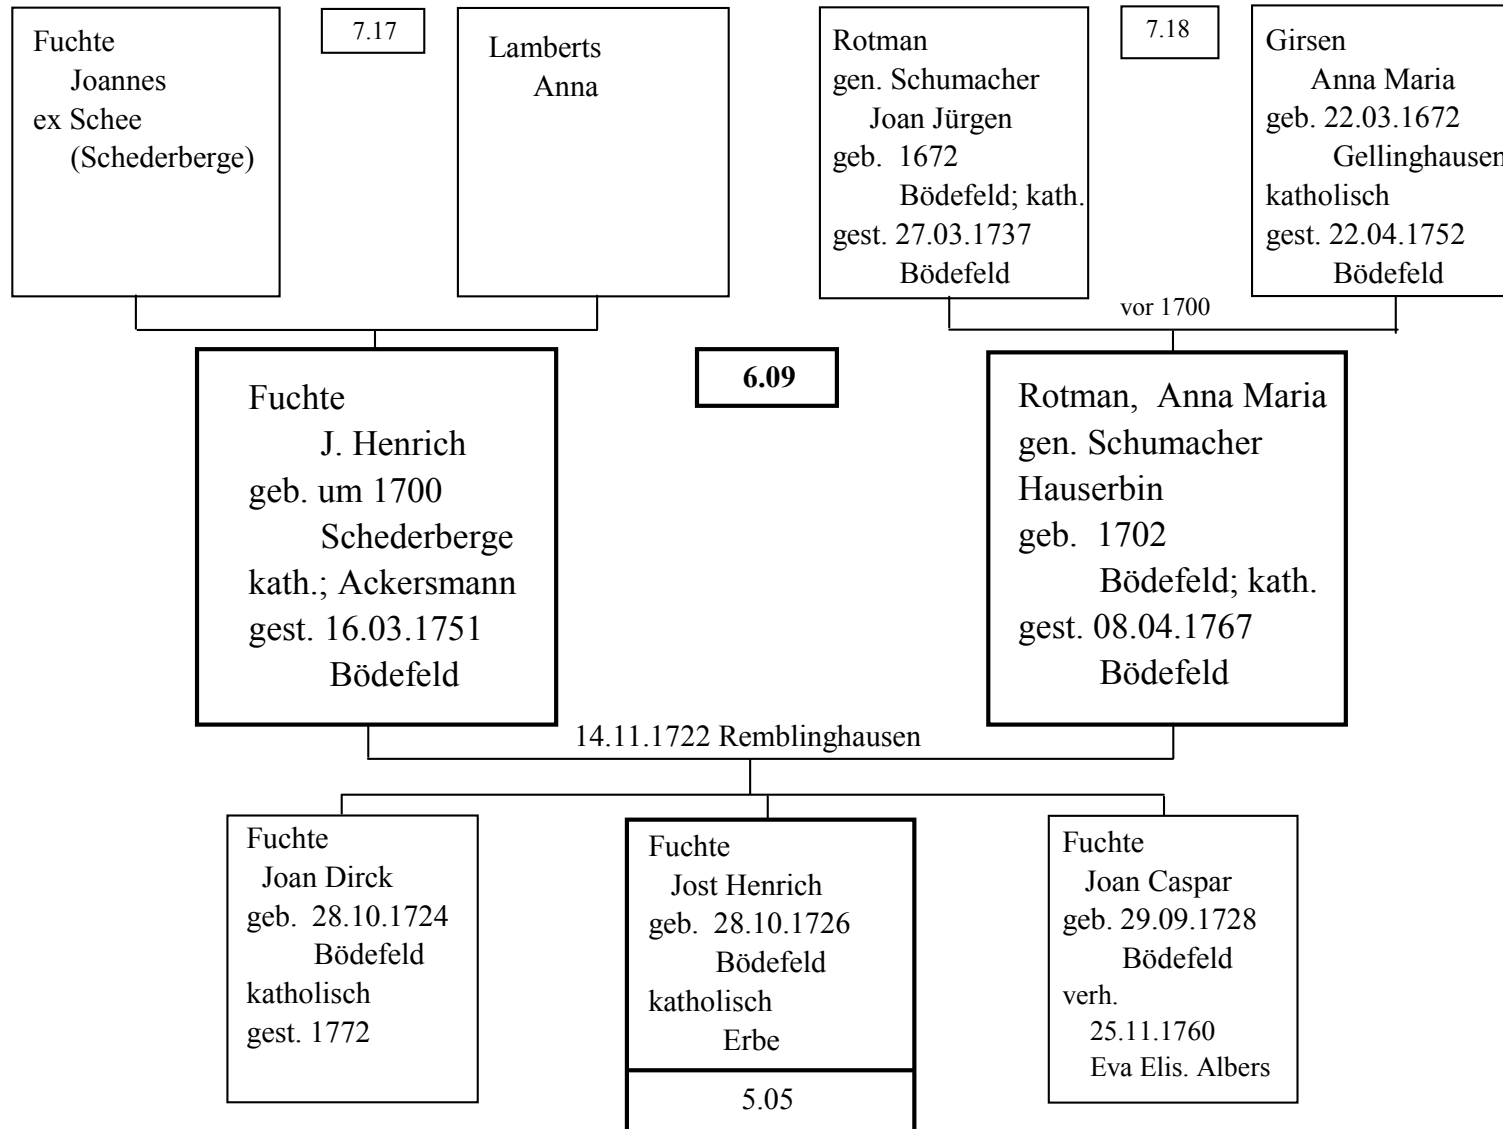 Fuchte
Joannes
ex Schee
(Schederberge)
7.17
Lamberts
Anna
Rotman
gen. Schumacher
Joan Jürgen
geb. 1672
Bödefeld; kath.
gest. 27.03.1737
Bödefeld
7.18
Girsen
Anna Maria
geb. 22.03.1672
Gellinghausen
katholisch
gest. 22.04.1752
Bödefeld
vor 1700
Fuchte
J. Henrich
geb. um 1700
Schederberge
kath.; Ackersmann
gest. 16.03.1751
Bödefeld
6.09
Rotman, Anna Maria
gen. Schumacher
Hauserbin
geb. 1702
Bödefeld; kath.
gest. 08.04.1767
Bödefeld
14.11.1722 Remblinghausen
Fuchte
Joan Dirck
geb. 28.10.1724
Bödefeld
katholisch
gest. 1772
Fuchte
Jost Henrich
geb. 28.10.1726
Bödefeld
katholisch
Erbe
5.05
Fuchte
Joan Caspar
geb. 29.09.1728
Bödefeld
verh.
25.11.1760
Eva Elis. Albers